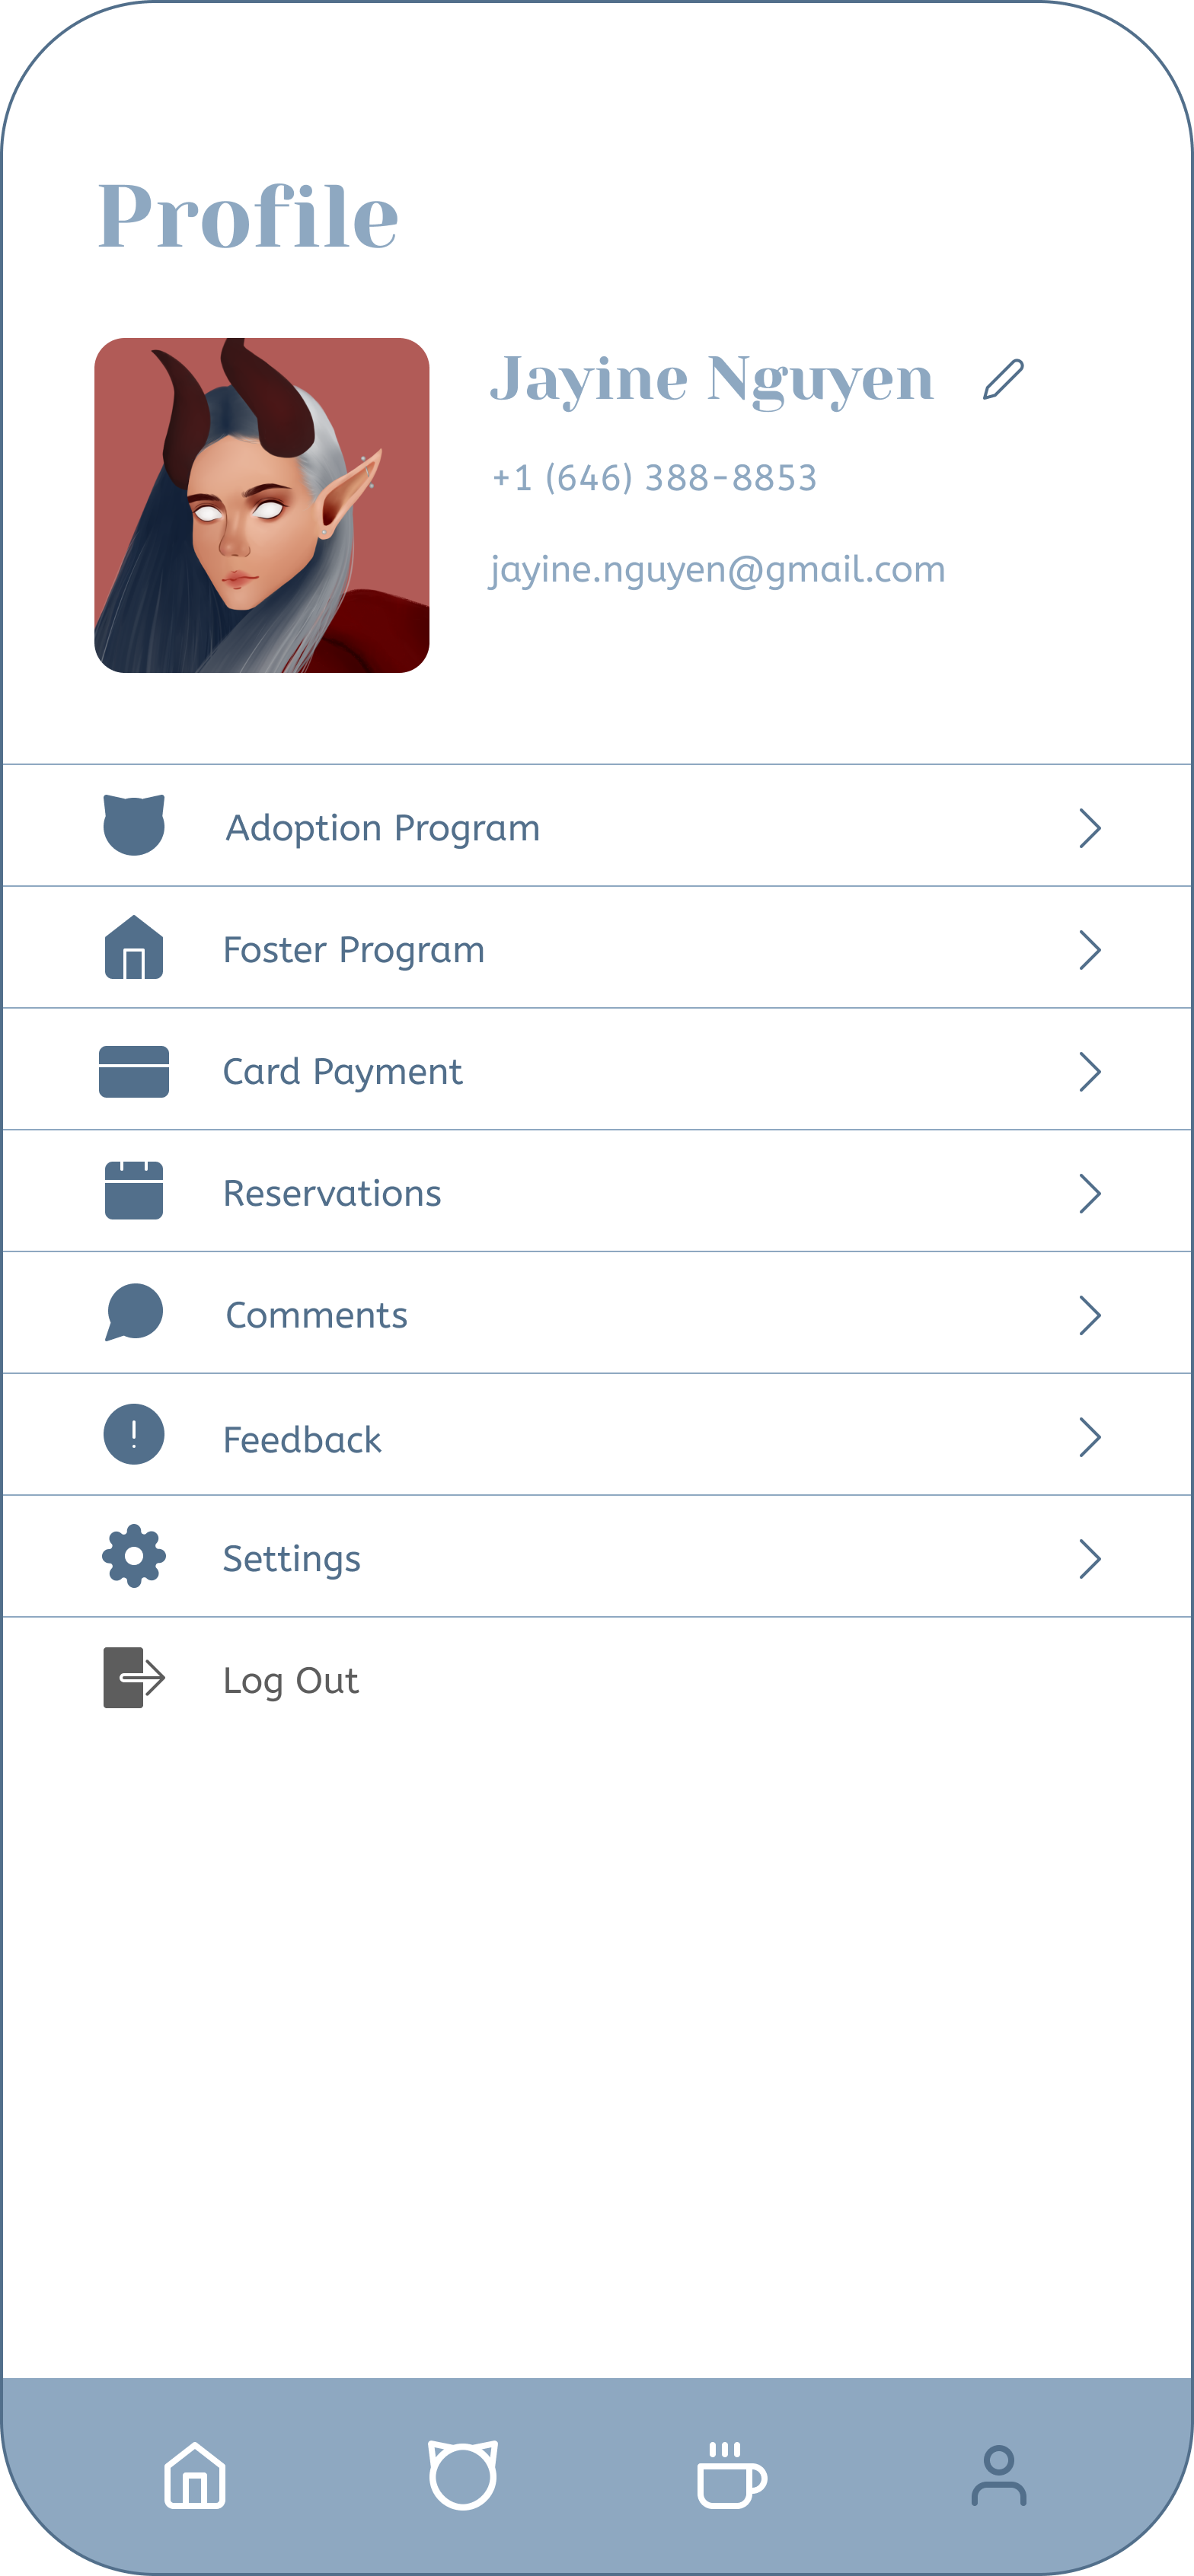 Profile
Jayine Nguyen
+1 (646) 388-8853
jayine.nguyen@gmail.com
Adoption Program
Foster Program
Card Payment
Reservations
Comments
Feedback
Settings
Log Out